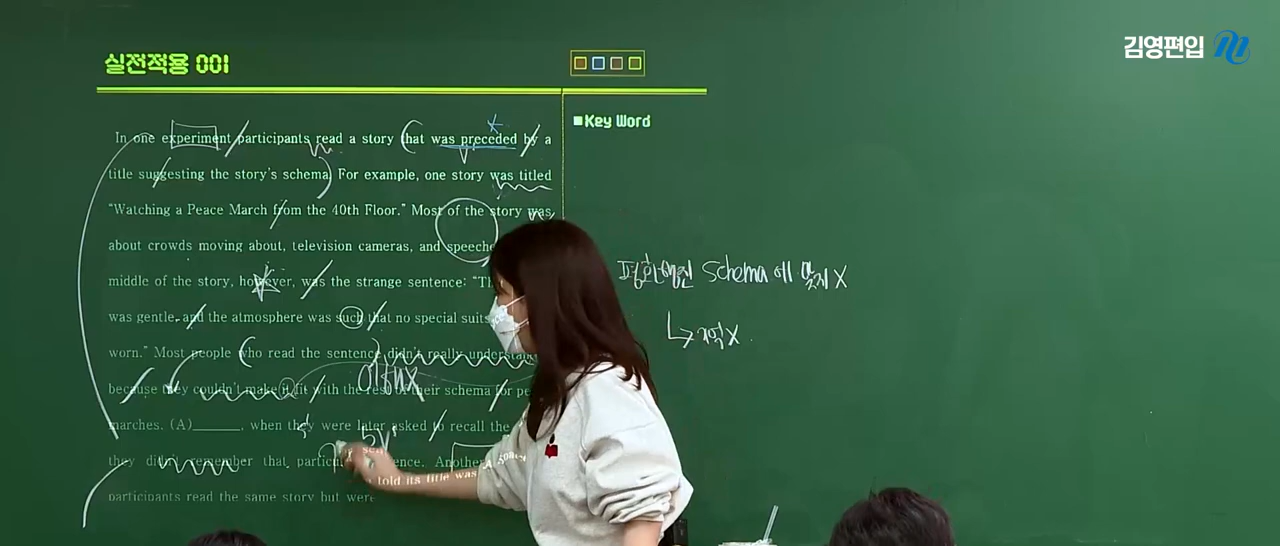 김영편입
실전적용 001
■Key Word
In one experiment participants read a story that was preceded by a
title suggesting the story's schema. For example, one story was titled
“Watching a Peace March from the 40th Floor.” Most of the story was
about crowds moving about, television cameras, and speeche
middle of the story, however, was the strange sentence: “Th
was gentle, and the atmosphere was such that no special suits
worn.” Most people who read the sentence didn't really understan
because they couldn't make it fit with the rest of their schema for pe
marches. (A)______, when they were later asked to recall the
they didn't remember that particu ence. Another
participants read the same story but were told its title was
schema에 맞지 X
↳ 기억 X
이해 X